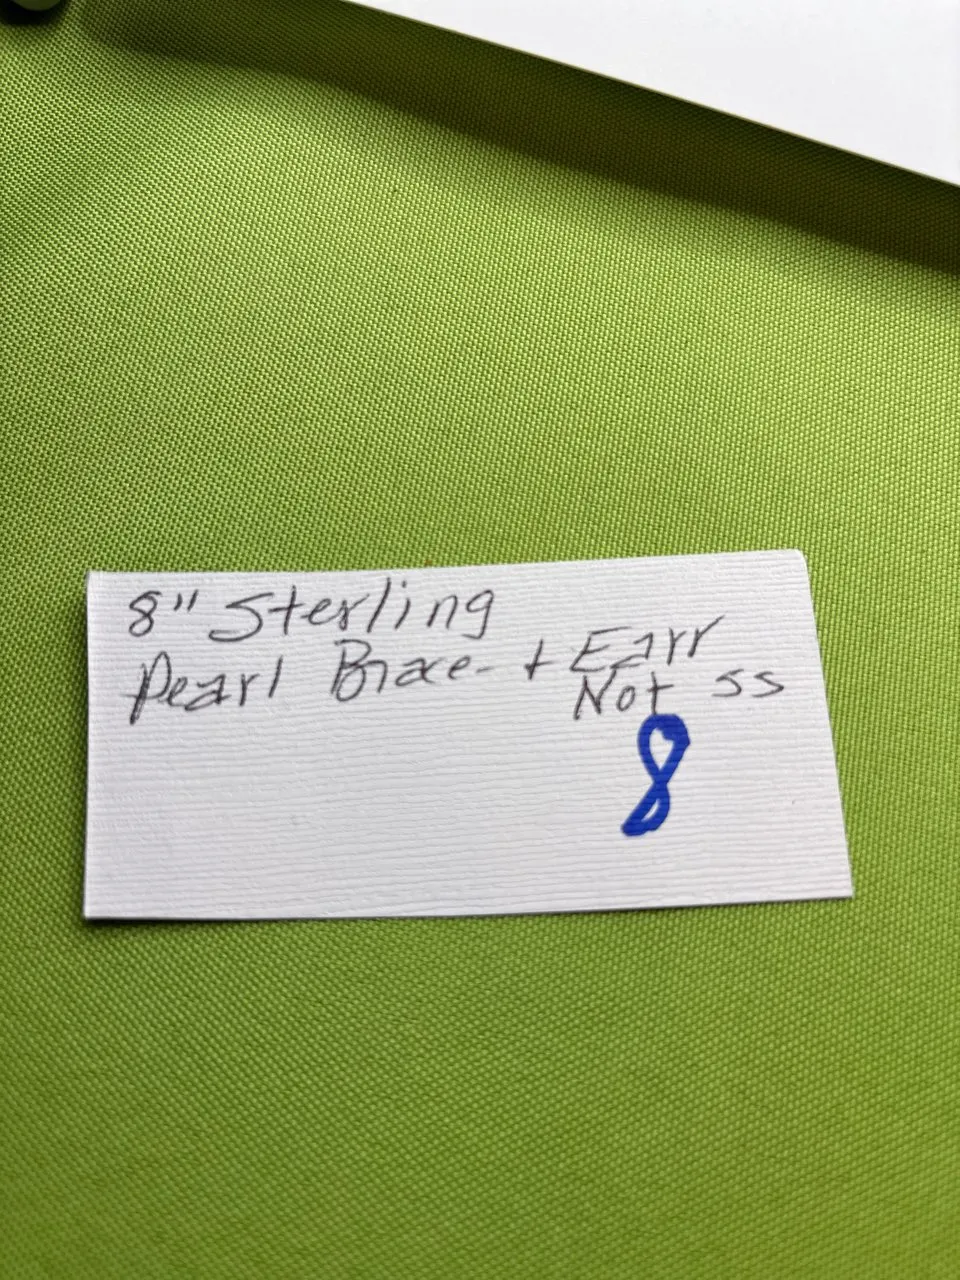 8" Sterling
Pearl Brace- + Earr
Not SS
8